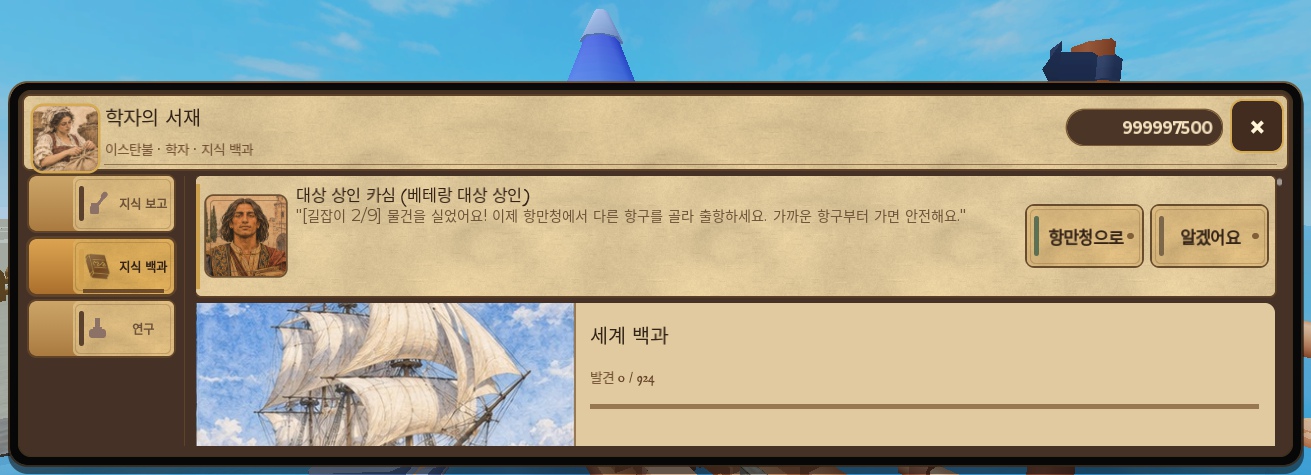 학자의 서재
이스탄불 · 학자 · 지식 백과
999997500
지식 보고
지식 백과
연구
대상 상인 카심 (베테랑 대상 상인)
"[길잡이 2/9] 물건을 실었어요! 이제 항만청에서 다른 항구를 골라 출항하세요. 가까운 항구부터 가면 안전해요."
항만청으로
알겠어요
세계 백과
발견 0 / 924